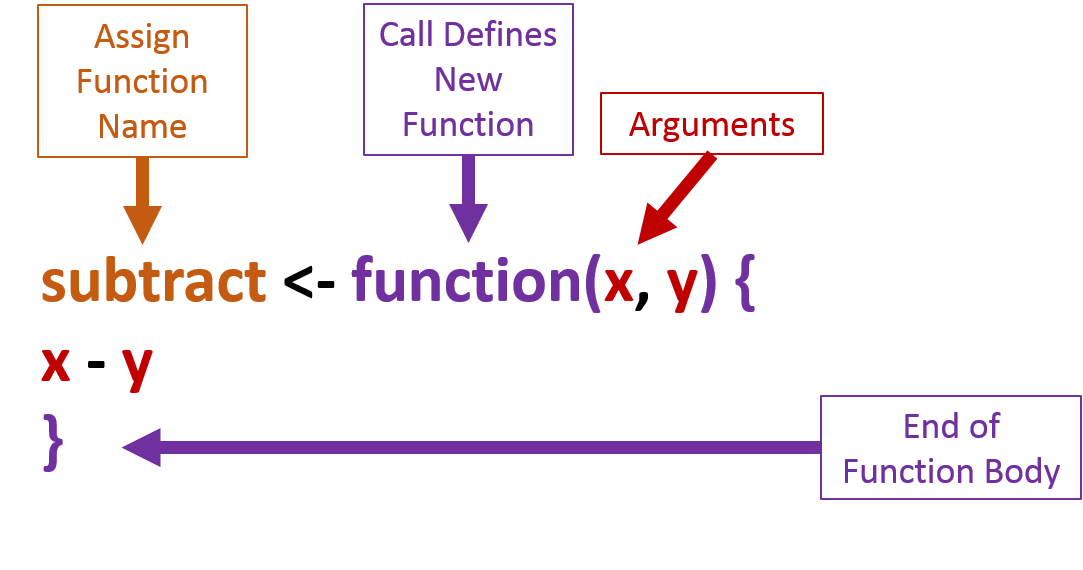 Assign
Function
Name
Call Defines
New
Function
Arguments
subtract <- function(x, y) {
x - y
}
End of
Function Body